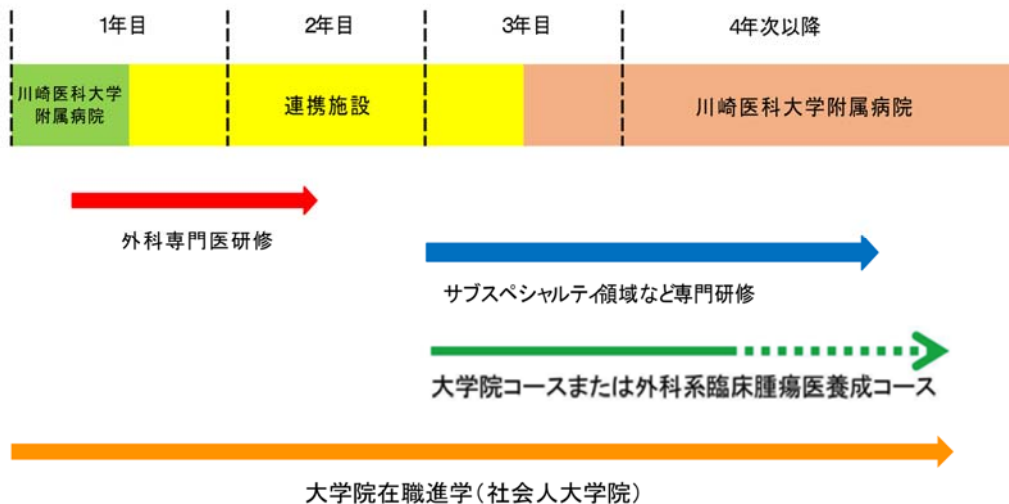 1年目 2年目 3年目 4年次以降
川崎医科大学
附属病院
連携施設
川崎医科大学附属病院
外科専門医研修
サブスペシャルティ領域など専門研修
大学院コースまたは外科系臨床腫瘍医養成コース
大学院在職進学(社会人大学院)